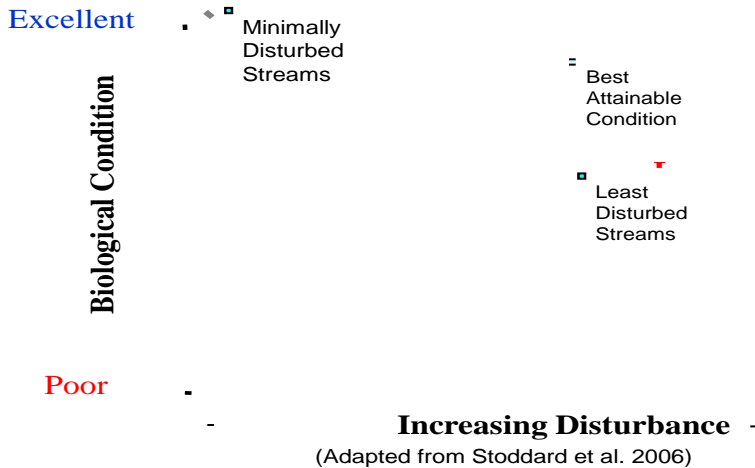 Excellent
Minimally
Disturbed
Streams
Best
Attainable
Condition
Biological Condition
Least
Disturbed
Streams
Poor
Increasing Disturbance
(Adapted from Stoddard et al. 2006)